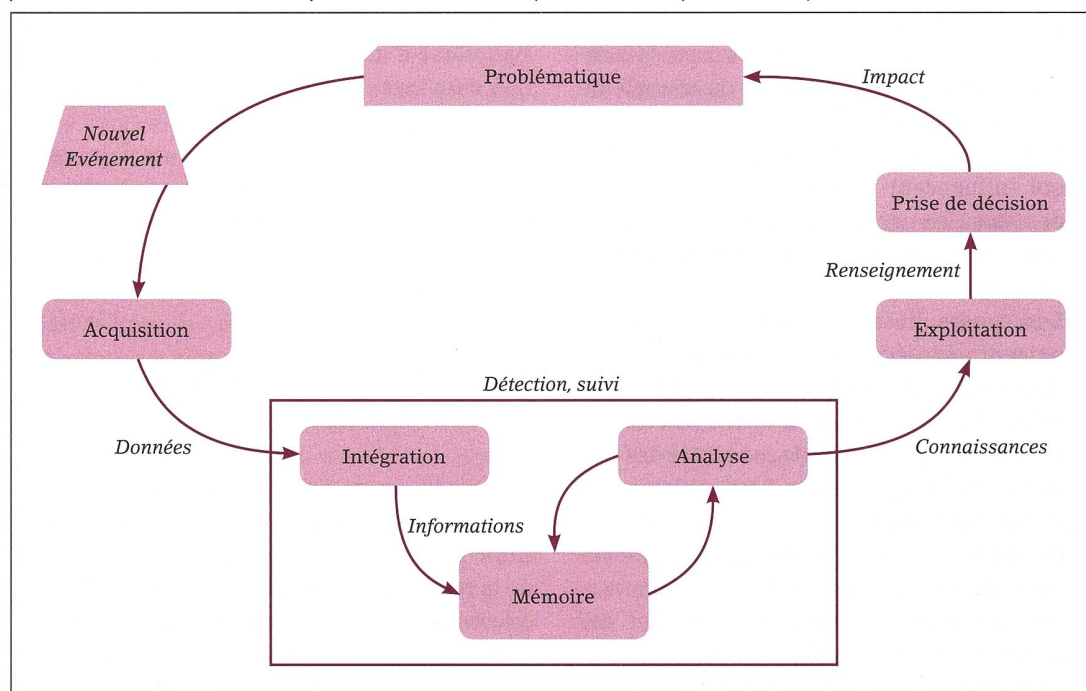 Problématique
Impact
Nouvel
Evénement
Prise de décision
Renseignement
Acquisition
Exploitation
Détection, suivi
Données
Intégration
Analyse
Connaissances
Informations
Mémoire